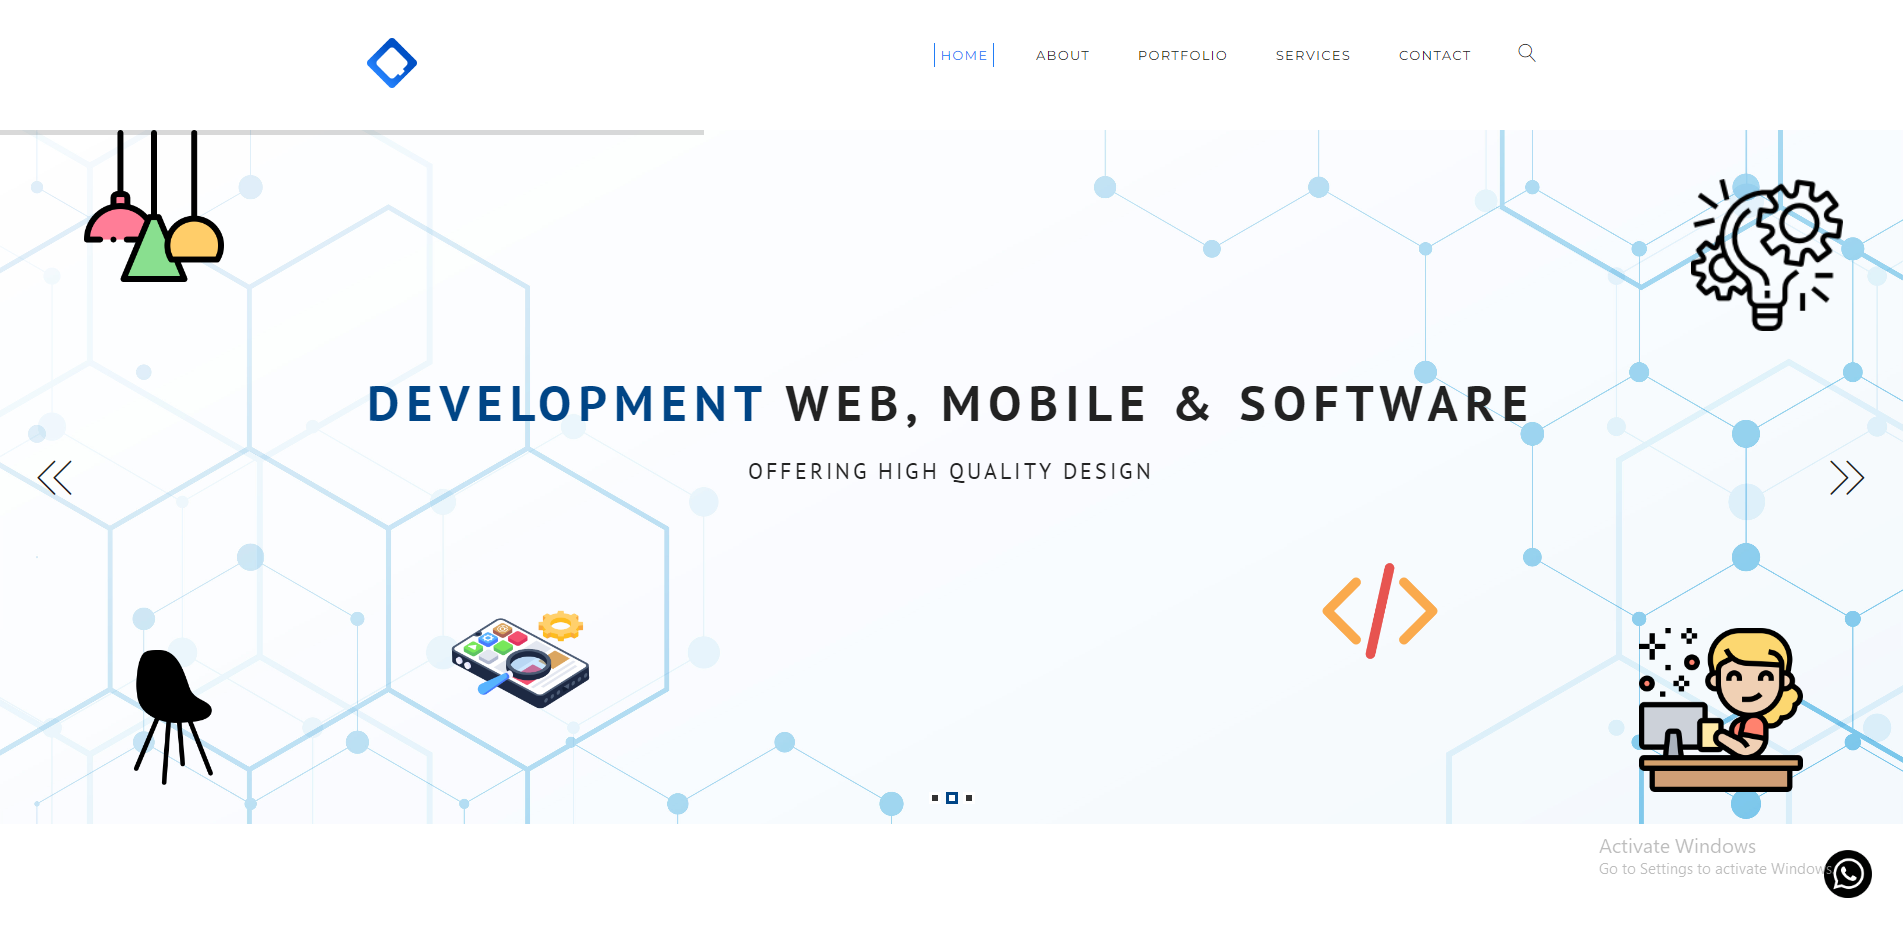 HOME ABOUT PORTFOLIO SERVICES CONTACT
DEVELOPMENT WEB, MOBILE & SOFTWARE
OFFERING HIGH QUALITY DESIGN
Activate Windows
Go to Settings to activate Windows